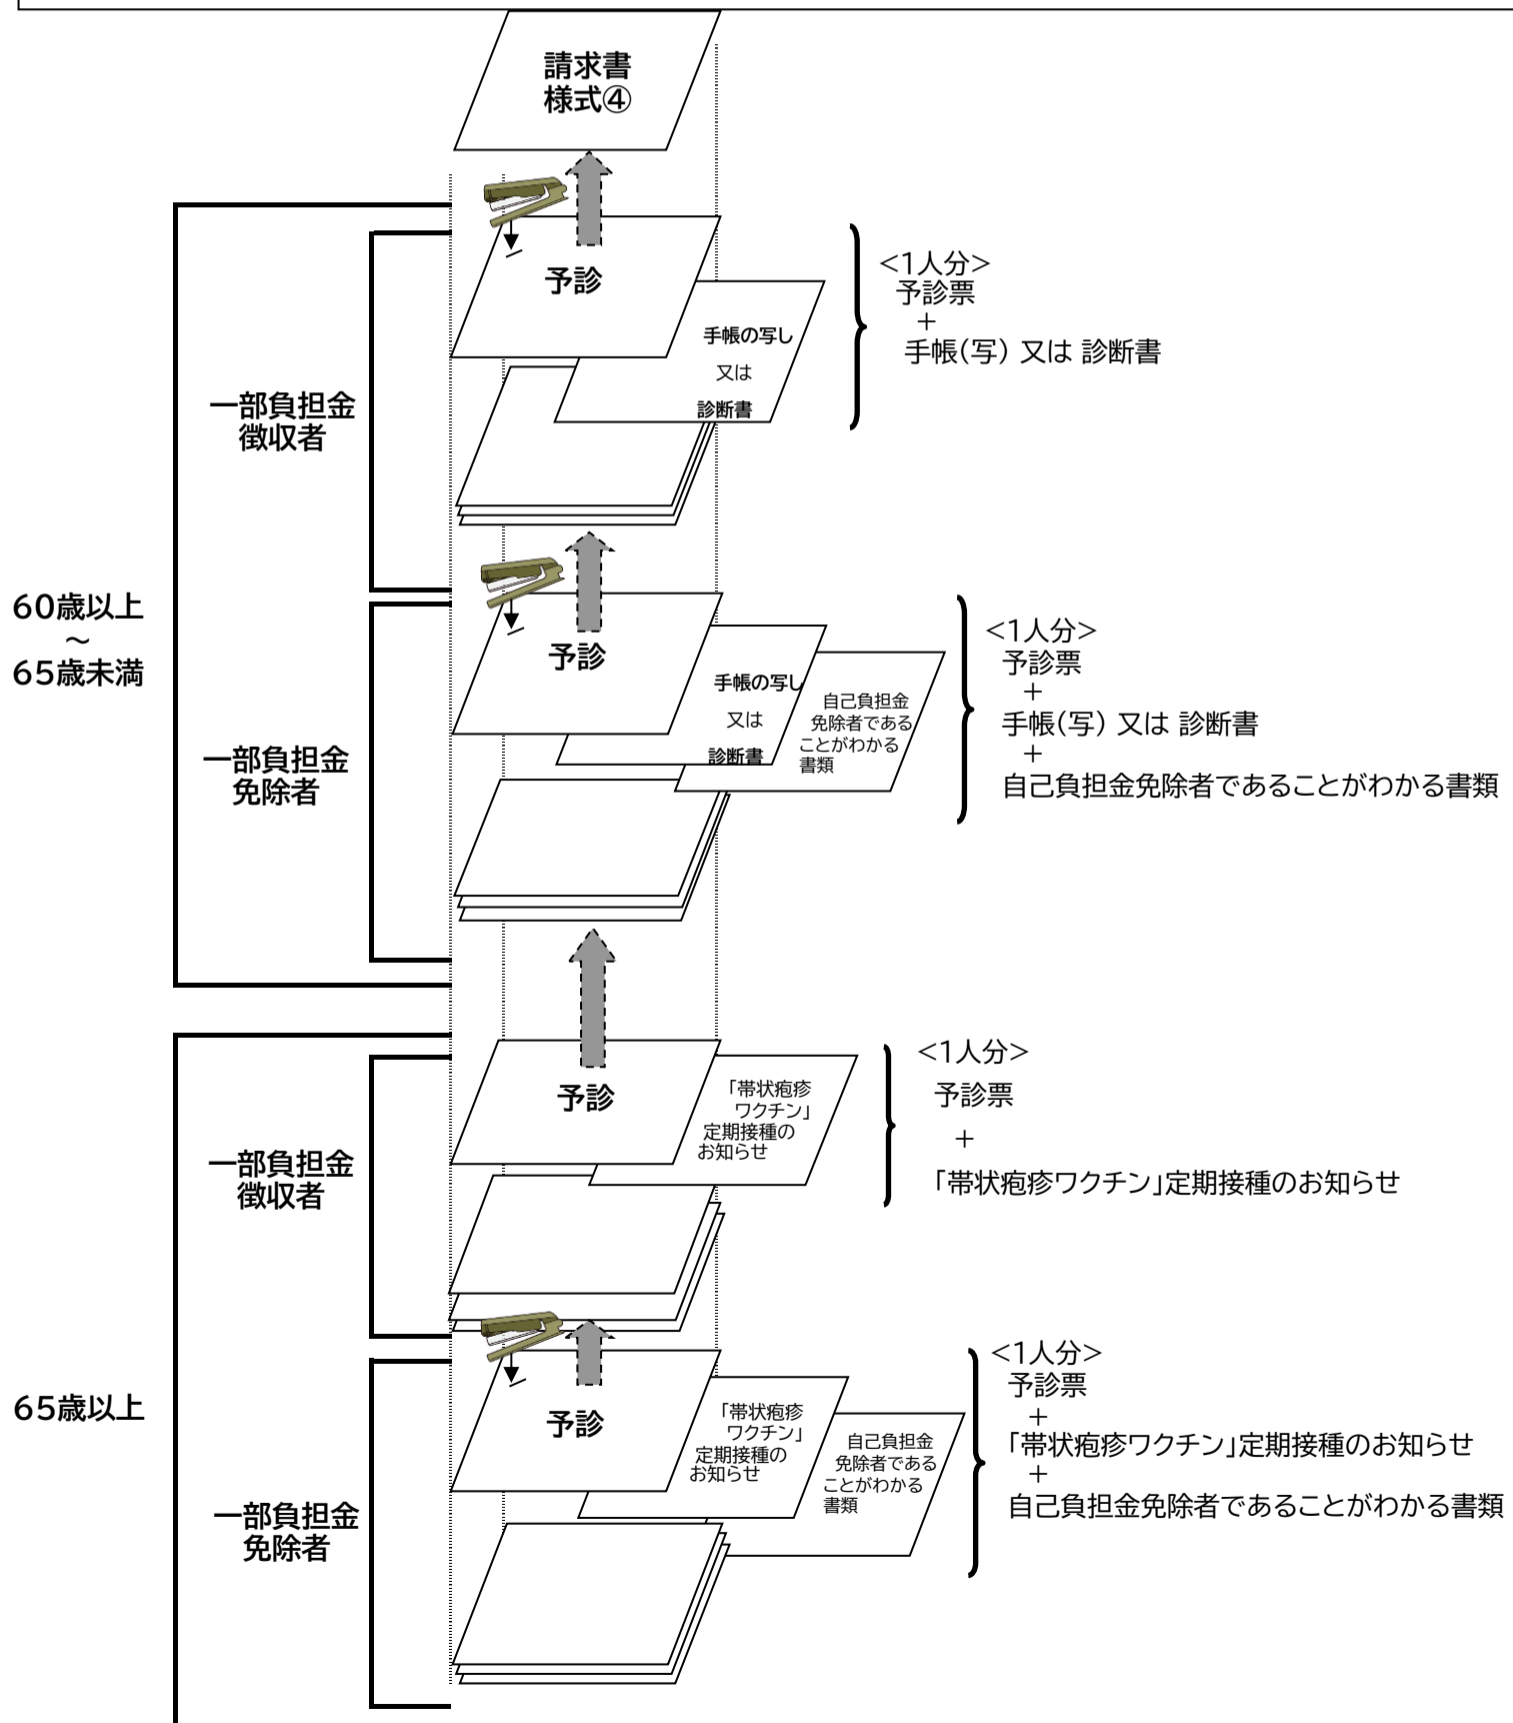 請求書
様式④
予診
手帳の写し
又は
診断書
<1人分>
予診票
+
手帳(写) 又は 診断書
一部負担金
徴収者
60歳以上
～
65歳未満
予診
手帳の写し
又は
診断書
自己負担金
免除者である
ことがわかる
書類
<1人分>
予診票
+
手帳(写) 又は 診断書
+
自己負担金免除者であることがわかる書類
一部負担金
免除者
予診
「帯状疱疹
ワクチン」
定期接種の
お知らせ
<1人分>
予診票
+
「帯状疱疹ワクチン」定期接種のお知らせ
一部負担金
徴収者
65歳以上
予診
「帯状疱疹
ワクチン」
定期接種の
お知らせ
自己負担金
免除者である
ことがわかる
書類
<1人分>
予診票
+
「帯状疱疹ワクチン」定期接種のお知らせ
+
自己負担金免除者であることがわかる書類
一部負担金
免除者